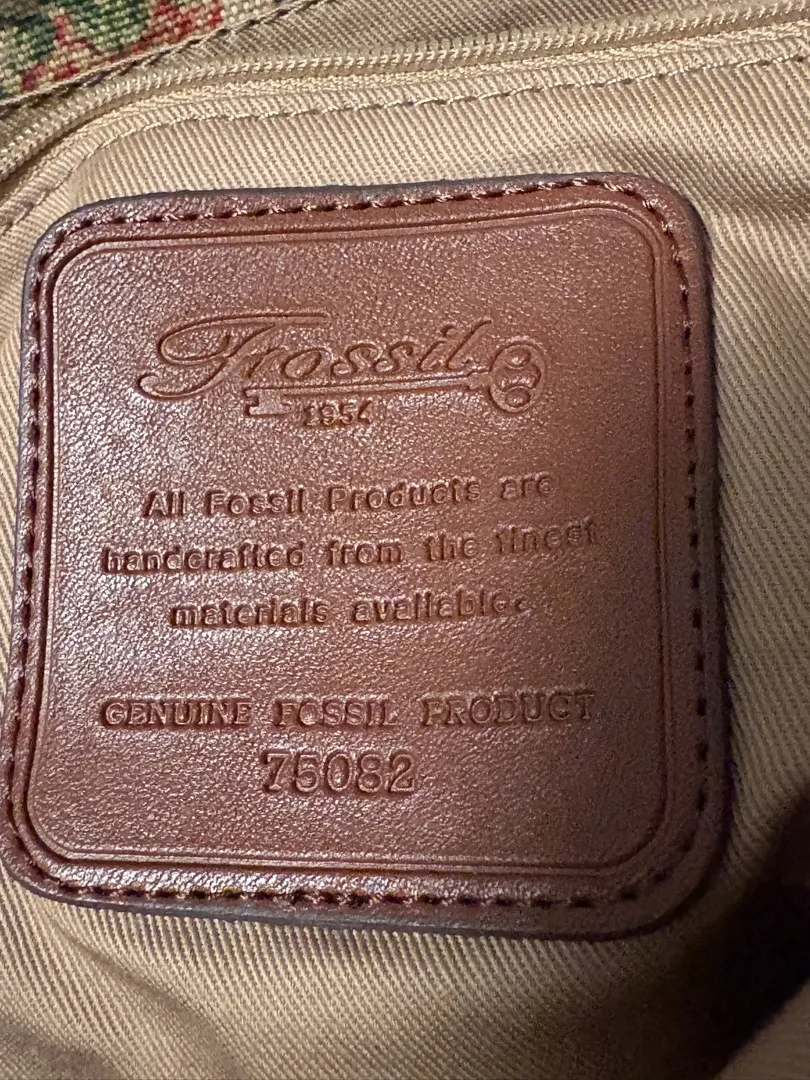 Fossil
1954
All Fossil Products are
handcrafted from the finest
materials available.
GENUINE FOSSIL PRODUCT
75082